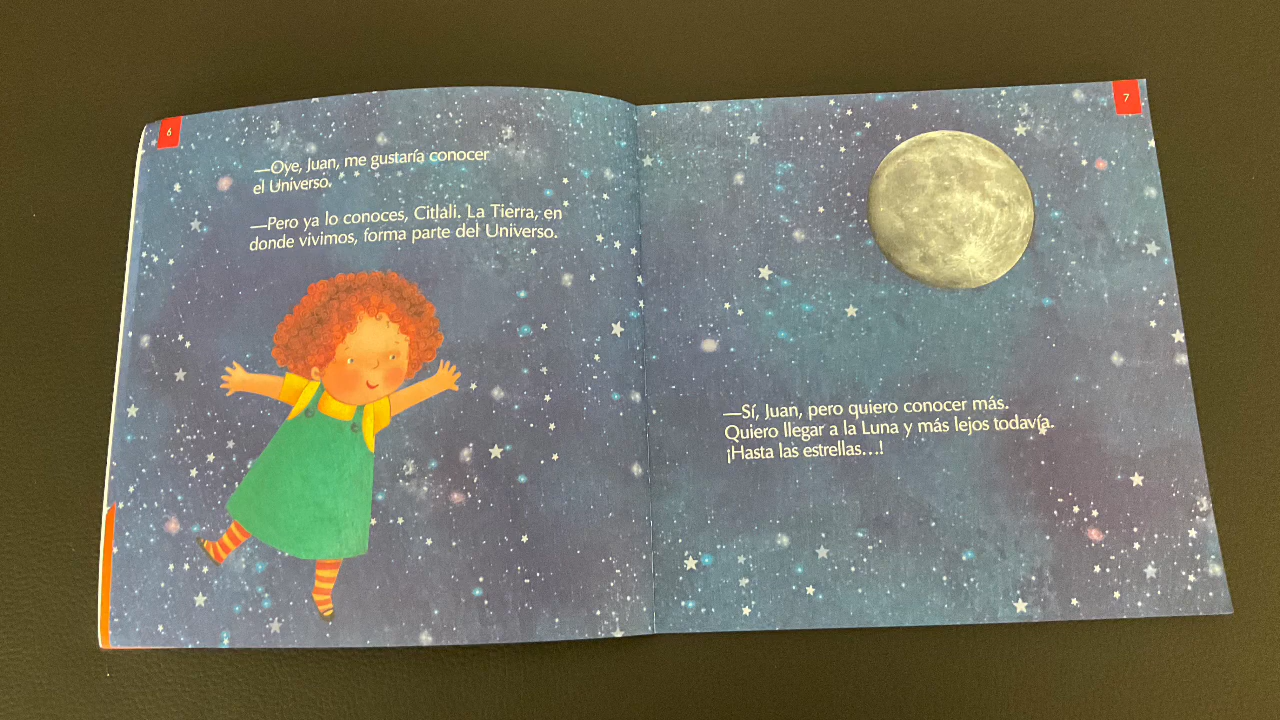 6
—Oye, Juan, me gustaría conocer
el Universo.
—Pero ya lo conoces, Citlali. La Tierra, en
donde vivimos, forma parte del Universo.
7
—Sí, Juan, pero quiero conocer más.
Quiero llegar a la Luna y más lejos todavía.
¡Hasta las estrellas...!